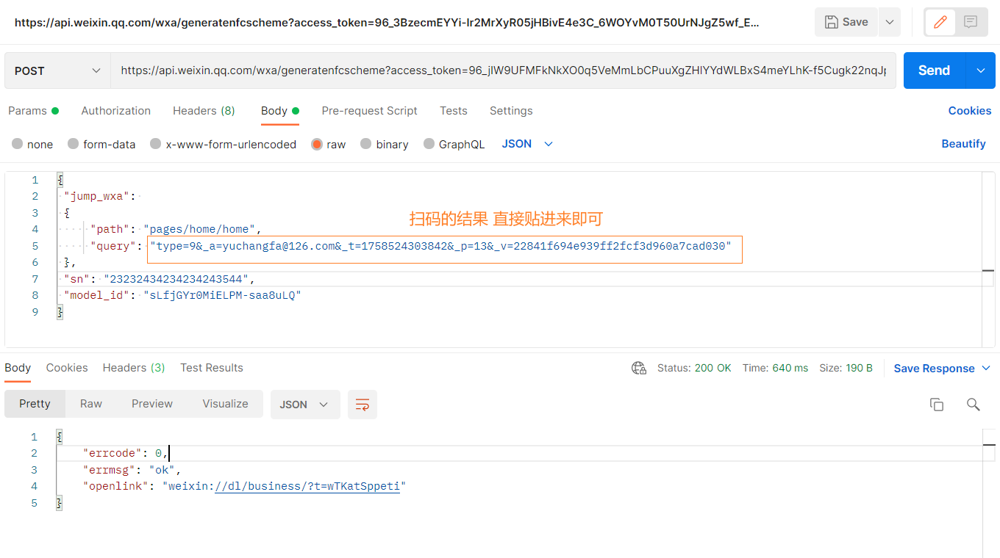 https://api.weixin.qq.com/wxa/generatenfcscheme?access_token=96_3BzecmEYYi-Ir2MrXyR05jHBivE4e3C_6WOYvM0T50UrNJgZ5wf_E...
Save
POST
https://api.weixin.qq.com/wxa/generatenfcscheme?access_token=96_jlW9UFMFkNkXO0q5VeMmLbCPuuXgZHlYYdWLBxS4meYLhK-f5Cugk22nqJp
Send
Params Authorization Headers (8) Body Pre-request Script Tests Settings Cookies
none form-data x-www-form-urlencoded raw binary GraphQL JSON Beautify
1 {
2 "jump_wxa":
3 {
扫码的结果 直接贴进来即可
4 "path": "pages/home/home",
5 "query": "type=9&_a=yuchangfa@126.com&_t=1758524303842&_p=13&_v=22841f694e939ff2fcf3d960a7cad030"
6 },
7 "sn": "23232434234234243544",
8 "model_id": "sLfjGYr0MiELPM-saa8uLQ"
9 }
Body Cookies Headers (3) Test Results Status: 200 OK Time: 640 ms Size: 190 B Save Response
Pretty Raw Preview Visualize JSON
1 {
2 "errcode": 0,
3 "errmsg": "ok",
4 "openlink": "weixin://dl/business/?t=wTKatSppeti"
5 }